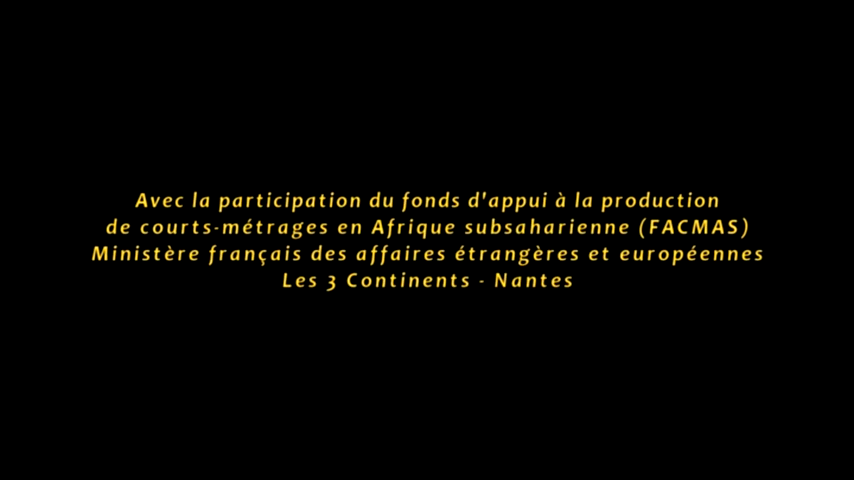 Avec la participation du fonds d'appui à la production
de courts-métrages en Afrique subsaharienne (FACMAS)
Ministère français des affaires étrangères et européennes
Les 3 Continents - Nantes